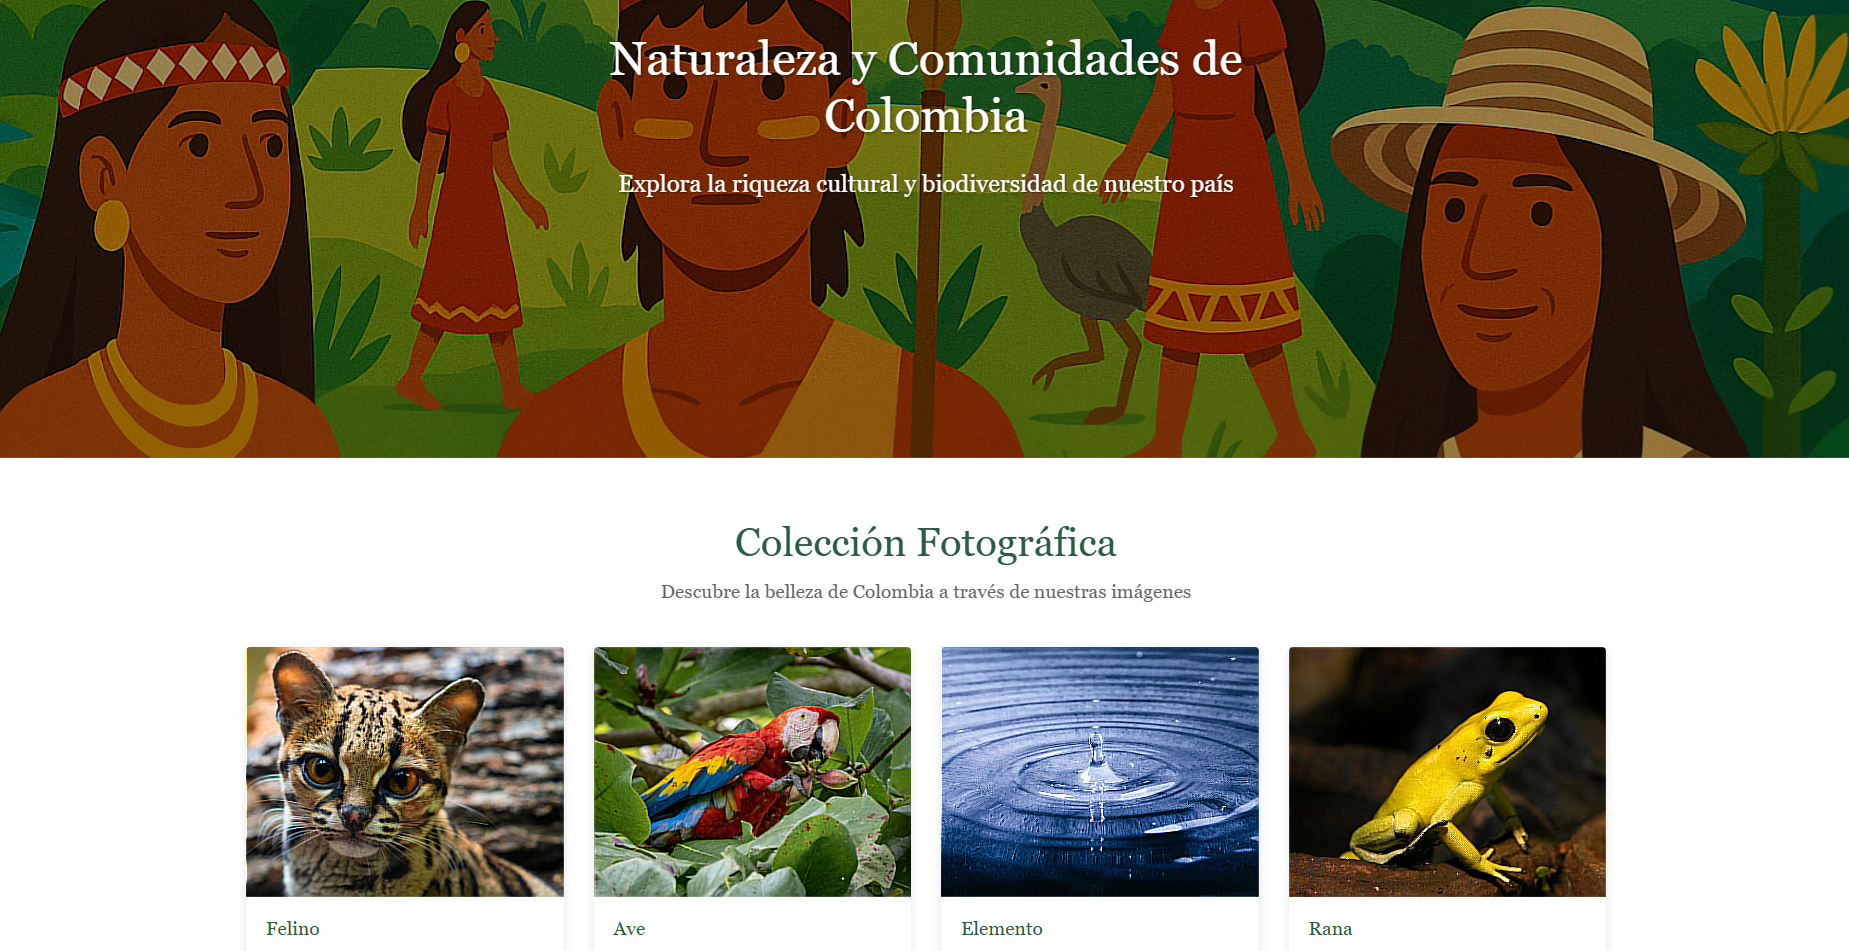 Naturaleza y Comunidades de
Colombia
Explora la riqueza cultural y biodiversidad de nuestro país
Colección Fotográfica
Descubre la belleza de Colombia a través de nuestras imágenes
Felino
Ave
Elemento
Rana